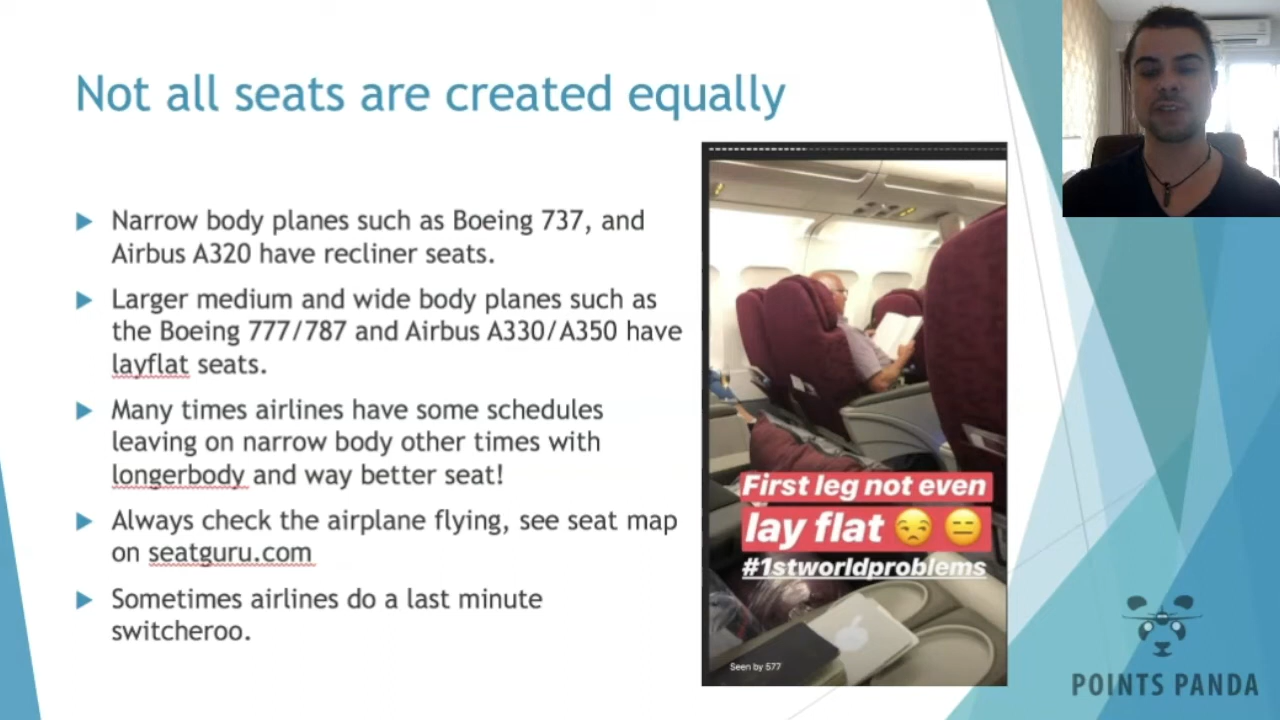 Not all seats are created equally
Narrow body planes such as Boeing 737, and
Airbus A320 have recliner seats.
Larger medium and wide body planes such as
the Boeing 777/787 and Airbus A330/A350 have
layflat seats.
Many times airlines have some schedules
leaving on narrow body other times with
longerbody and way better seat!
Always check the airplane flying, see seat map
on seatguru.com
Sometimes airlines do a last minute
switcheroo.
First leg not even
lay flat 😒 😑
#1stworldproblems
Seen by 577
POINTS PANDA